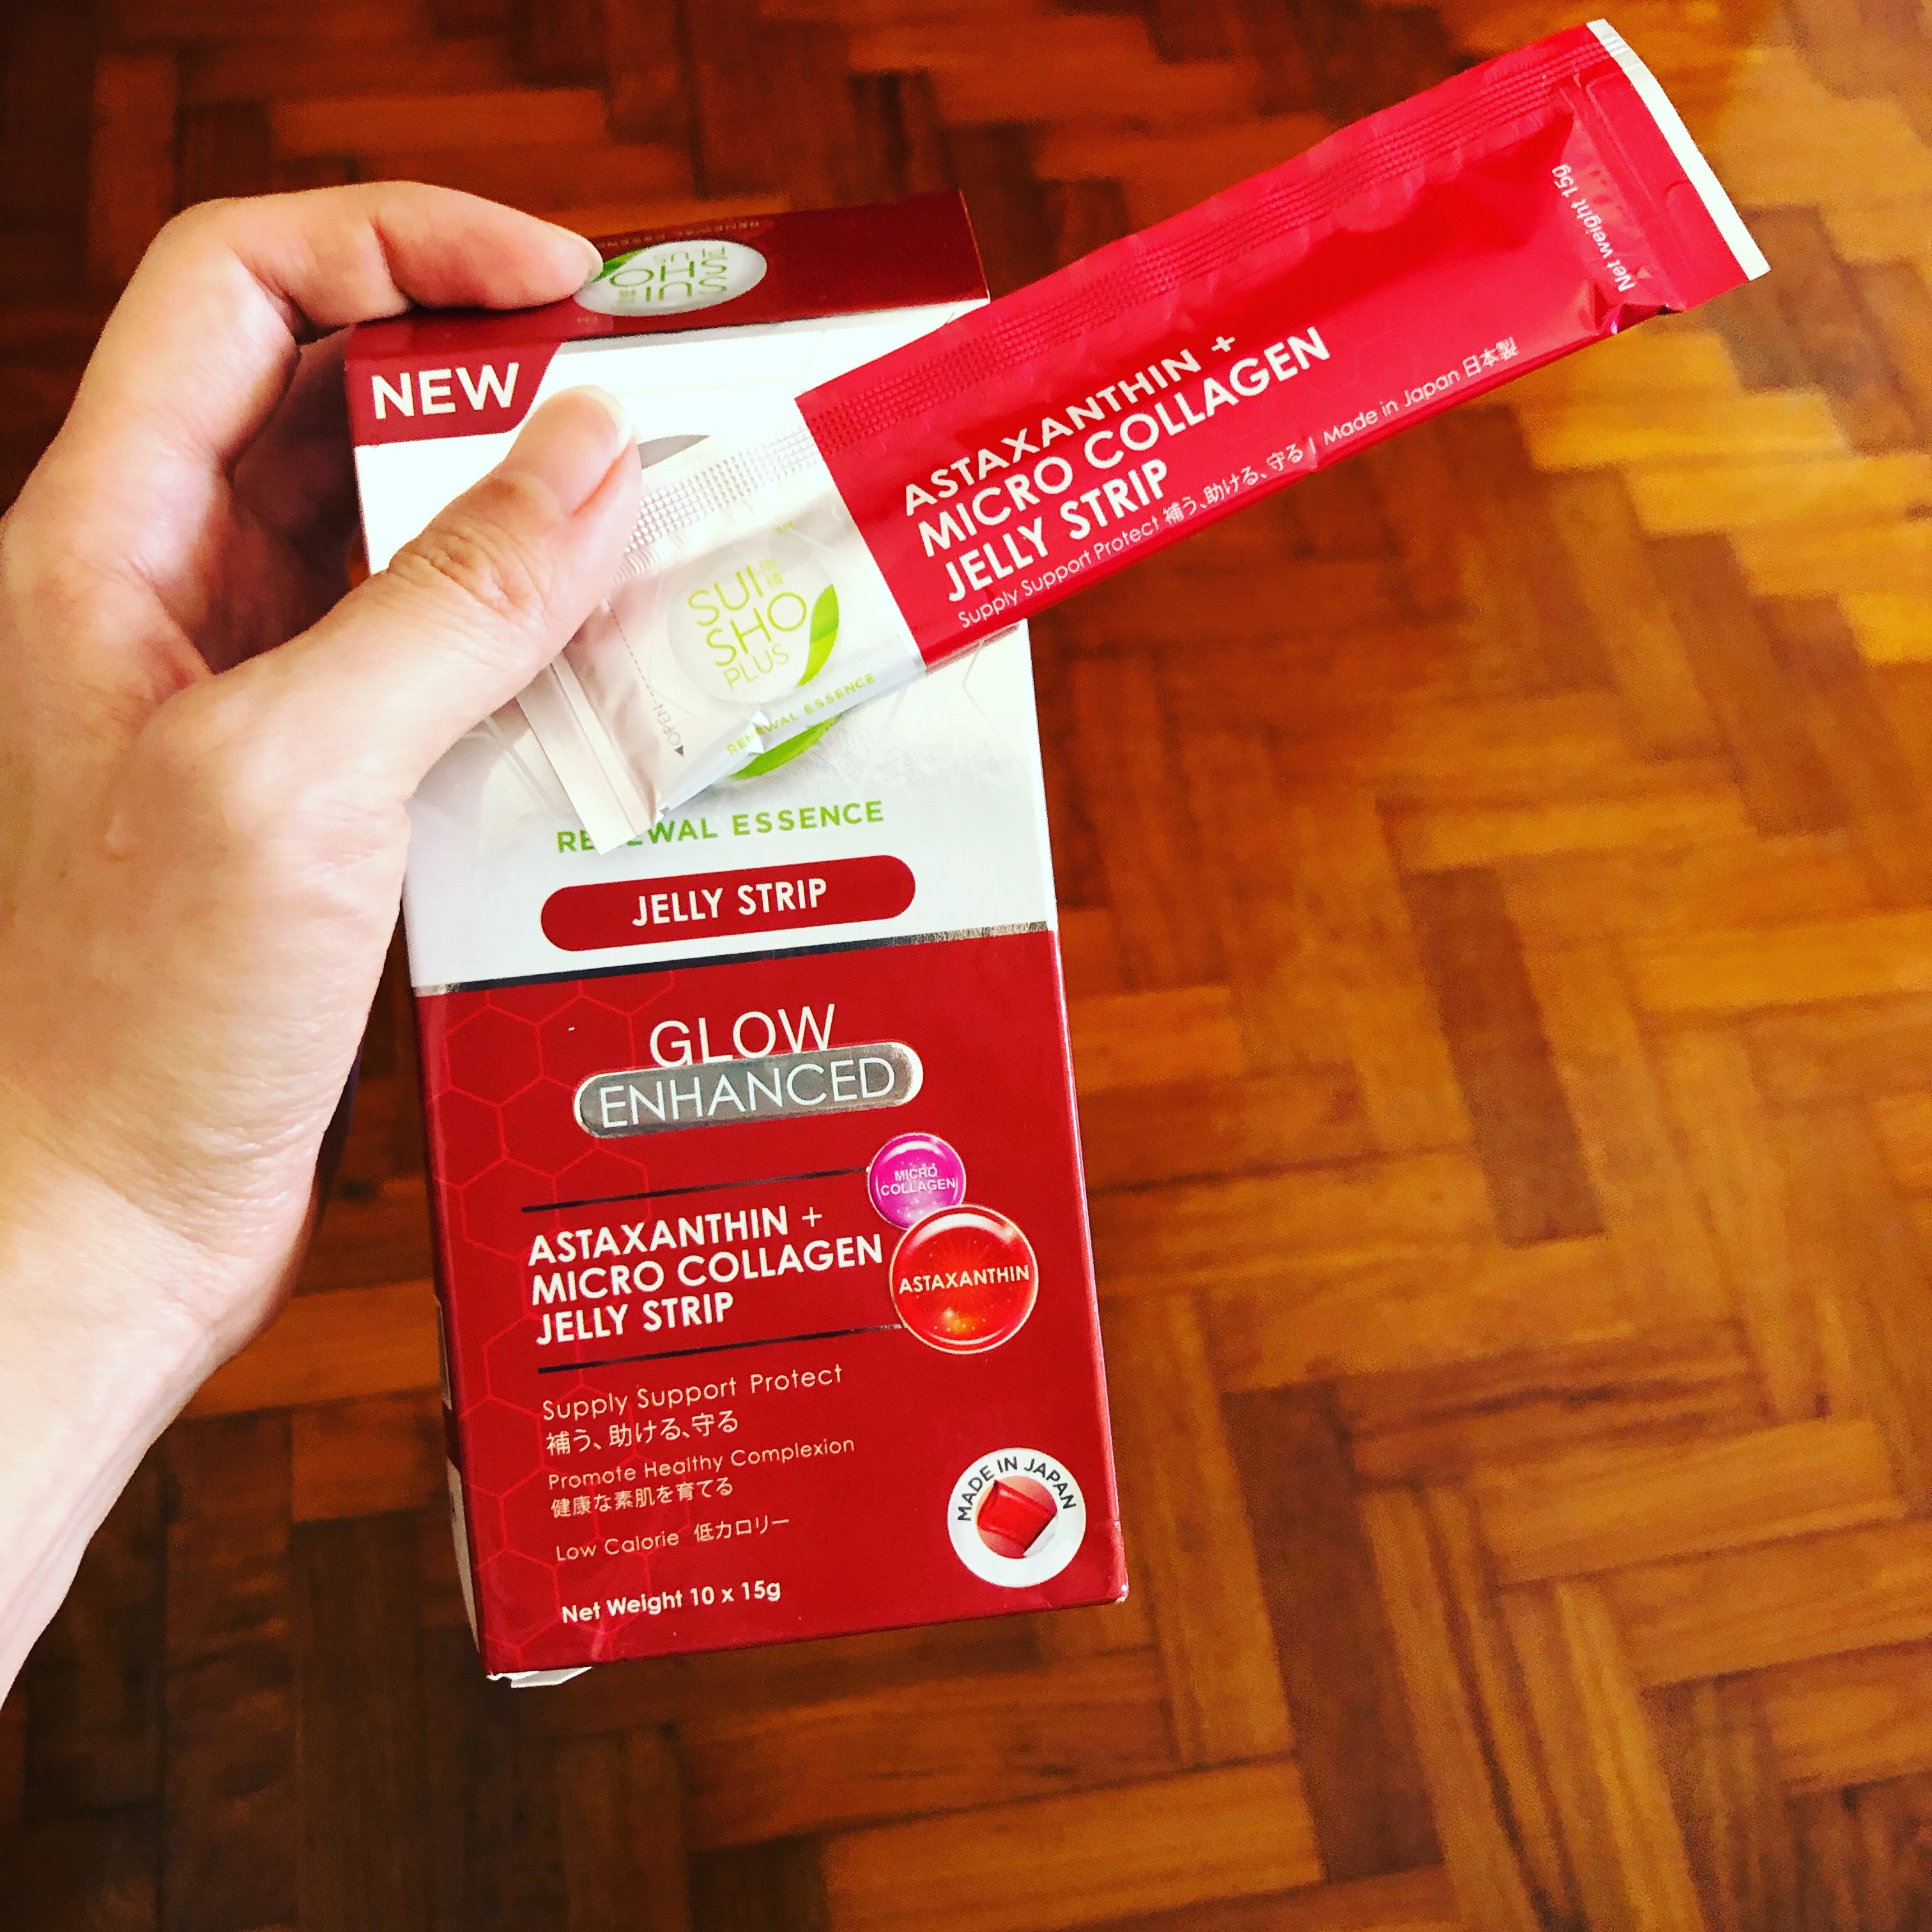 SUI
SHO
PLUS
NEW
ASTAXANTHIN +
MICRO COLLAGEN
JELLY STRIP
Supply Support Protect 補う、助ける、守る | Made in Japan 日本製
Net weight 15g
SUI
SHO
PLUS
RENEWAL ESSENCE
OPEN
ESSENCE
JELLY STRIP
GLOW
ENHANCED
MICRO
COLLAGEN
ASTAXANTHIN
ASTAXANTHIN +
MICRO COLLAGEN
JELLY STRIP
Supply Support Protect
補う、助ける、守る
Promote Healthy Complexion
健康な素肌を育てる
Low Calorie 低カロリー
Net Weight 10 x 15g
MADE IN JAPAN